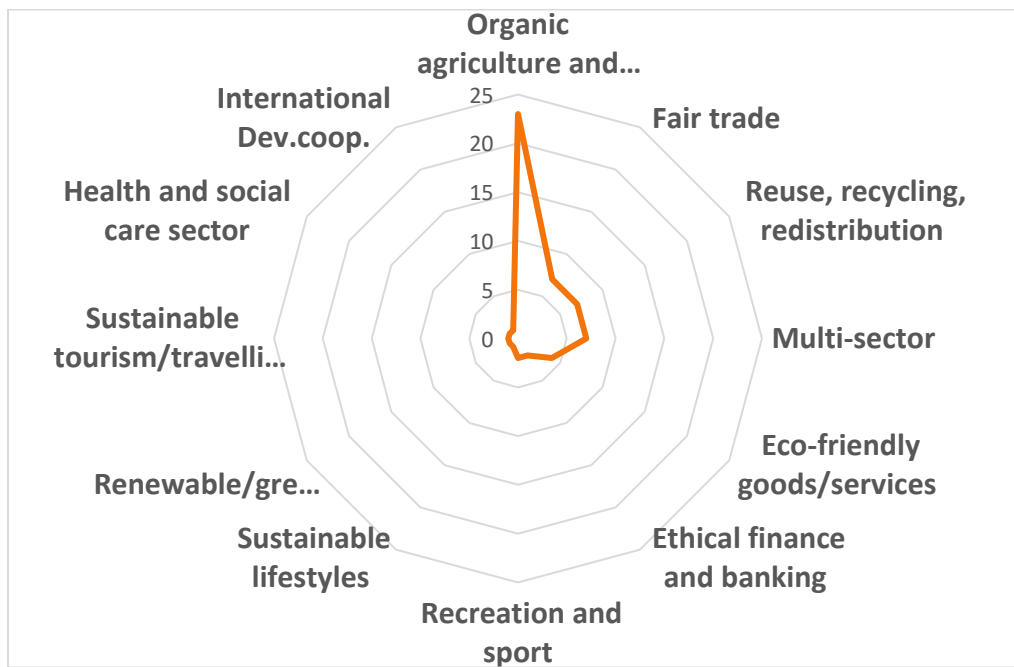 Organic
agriculture and...
Fair trade
Reuse, recycling,
redistribution
Multi-sector
Eco-friendly
goods/services
Ethical finance
and banking
Recreation and
sport
Sustainable
lifestyles
Renewable/gre...
Sustainable
tourism/travelli...
Health and social
care sector
International
Dev.coop.
25
20
15
10
5
0